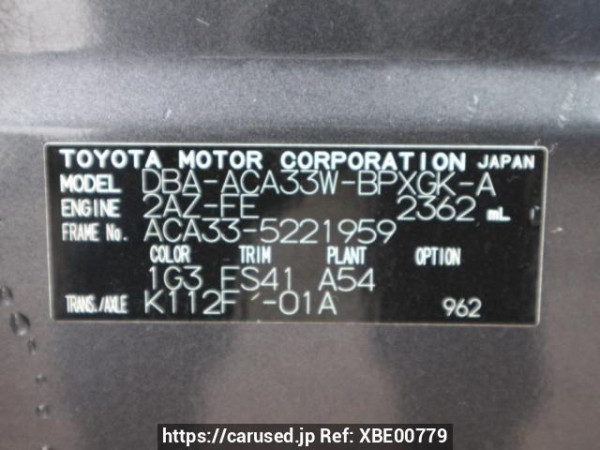 TOYOTA MOTOR CORPORATION JAPAN
MODEL DBA-ACA33W-BPXGK-A
ENGINE 2AZ-FE 2362 mL
FRAME No. ACA33-5221959
COLOR TRIM PLANT OPTION
1G3 FS41 A54
TRANS./AXLE K112F -01A 962
https://carused.jp Ref: XBE00779